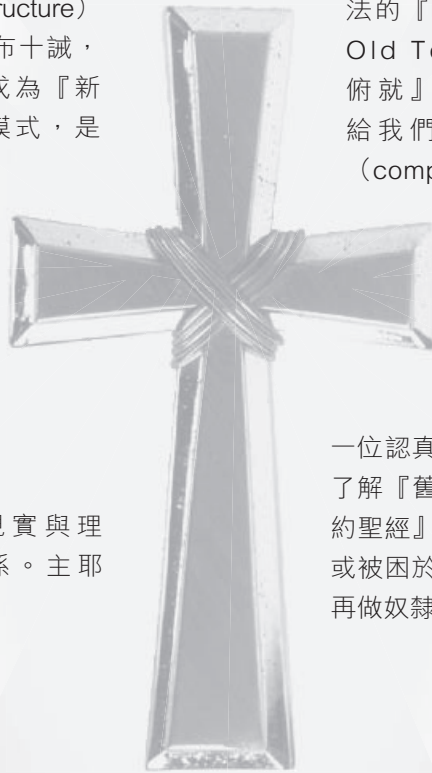 ructure）
布十誡，
成為『新
模式，是
現實與理
係。主耶
法的『
Old Te
俯就』
給我們
（comp
一位認真
了解『舊
約聖經』
或被困於
再做奴隸